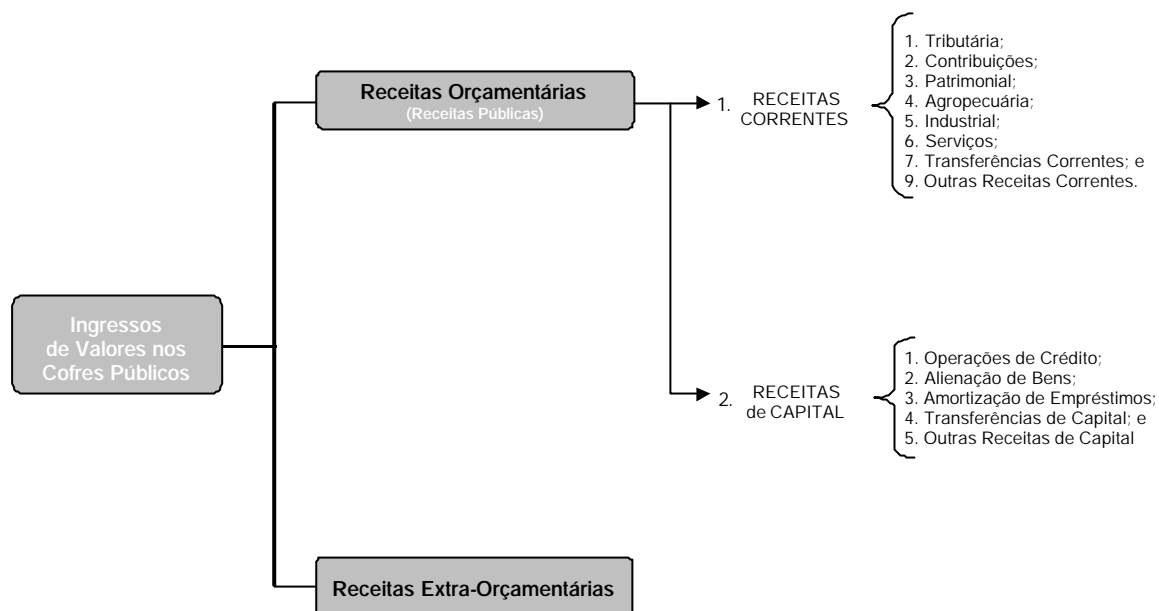 Ingressos
de Valores nos
Cofres Públicos
Receitas Orçamentárias
(Receitas Públicas)
1. RECEITAS
CORRENTES
1. Tributária;
2. Contribuições;
3. Patrimonial;
4. Agropecuária;
5. Industrial;
6. Serviços;
7. Transferências Correntes; e
9. Outras Receitas Correntes.
2. RECEITAS
de CAPITAL
1. Operações de Crédito;
2. Alienação de Bens;
3. Amortização de Empréstimos;
4. Transferências de Capital; e
5. Outras Receitas de Capital
Receitas Extra-Orçamentárias